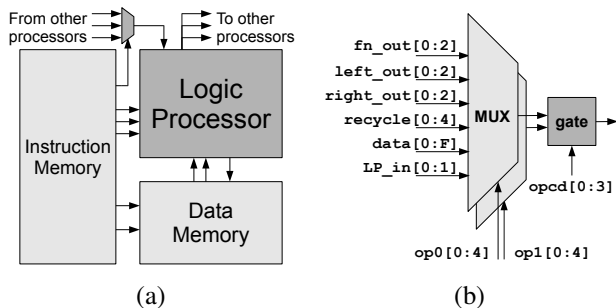 From other
processors
To other
processors
Logic
Processor
Instruction
Memory
Data
Memory
(a)
(b)
fn_out[0:2]
left_out[0:2]
right_out[0:2]
recycle[0:4]
data[0:F]
LP_in[0:1]
MUX
gate
opcd[0:3]
op0[0:4]
op1[0:4]